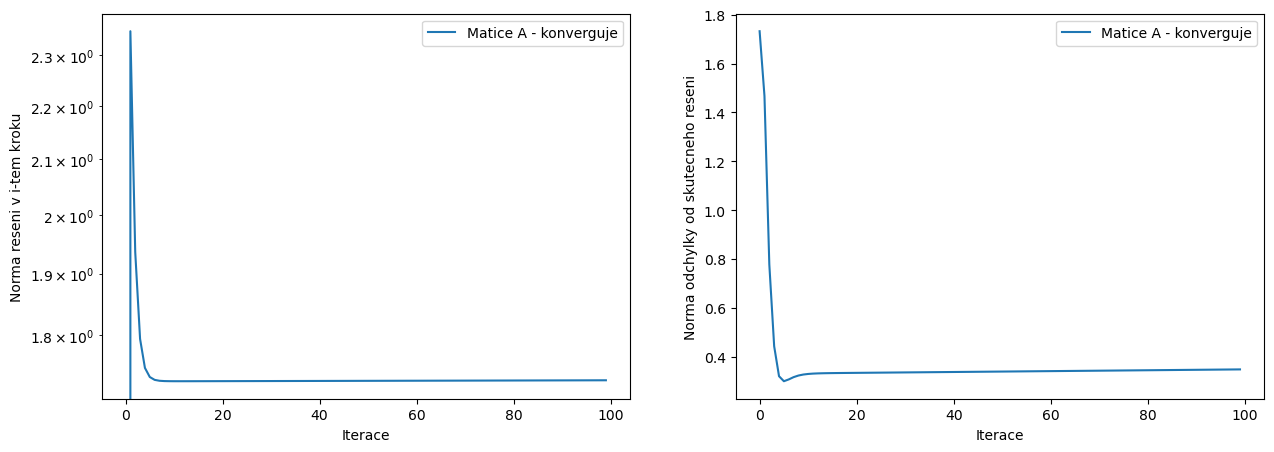 Norma reseni v i-tem kroku
2.3 × 10⁰
2.2 × 10⁰
2.1 × 10⁰
2 × 10⁰
1.9 × 10⁰
1.8 × 10⁰
Matice A - konverguje
0 20 40 60 80 100
Iterace
Norma odchylky od skutecneho reseni
1.8
1.6
1.4
1.2
1.0
0.8
0.6
0.4
Matice A - konverguje
0 20 40 60 80 100
Iterace